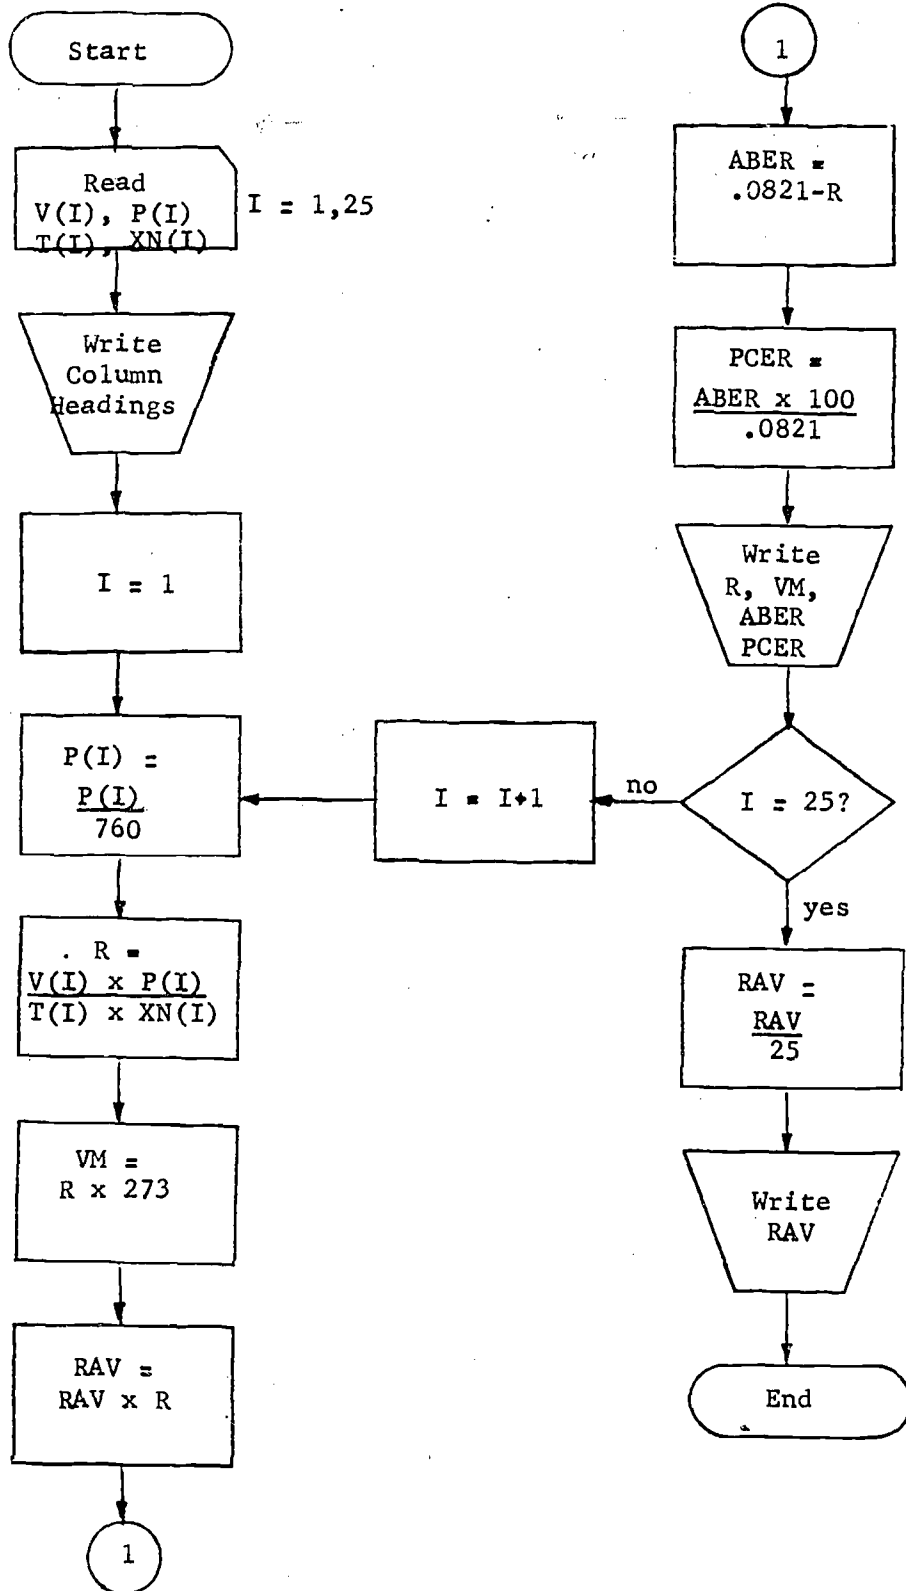 Start
Read
V(I), P(I)
T(I), XN(I)
I = 1,25
Write
Column
Headings
I = 1
P(I) =
P(I)
760
R =
V(I) x P(I)
T(I) x XN(I)
VM =
R x 273
RAV =
RAV x R
1
1
ABER =
.0821-R
PCER =
ABER x 100
.0821
Write
R, VM,
ABER
PCER
I = 25?
no
I = I+1
yes
RAV =
RAV
25
Write
RAV
End